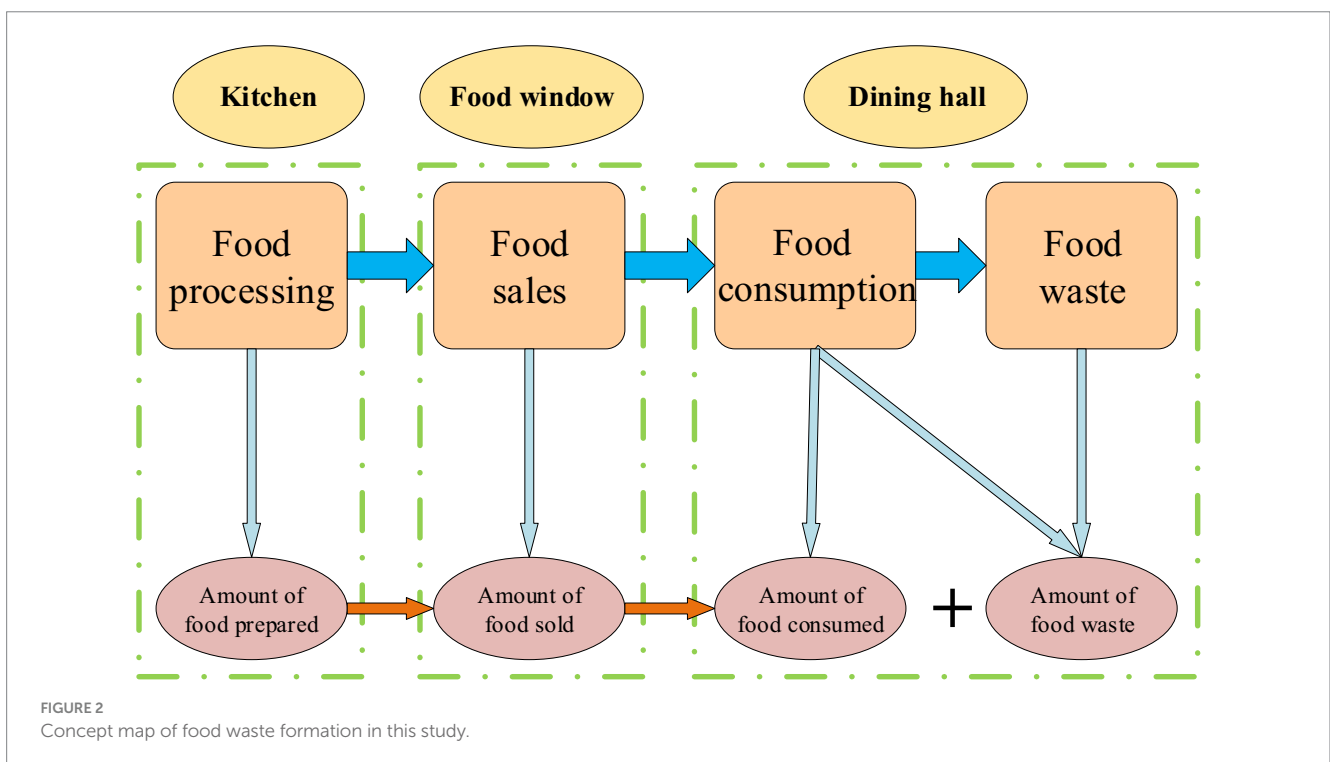 Kitchen
Food window
Dining hall
Food
processing
Food
sales
Food
consumption
Food
waste
Amount of
food prepared
Amount of
food sold
Amount of
food consumed
+
Amount of
food waste
FIGURE 2
Concept map of food waste formation in this study.